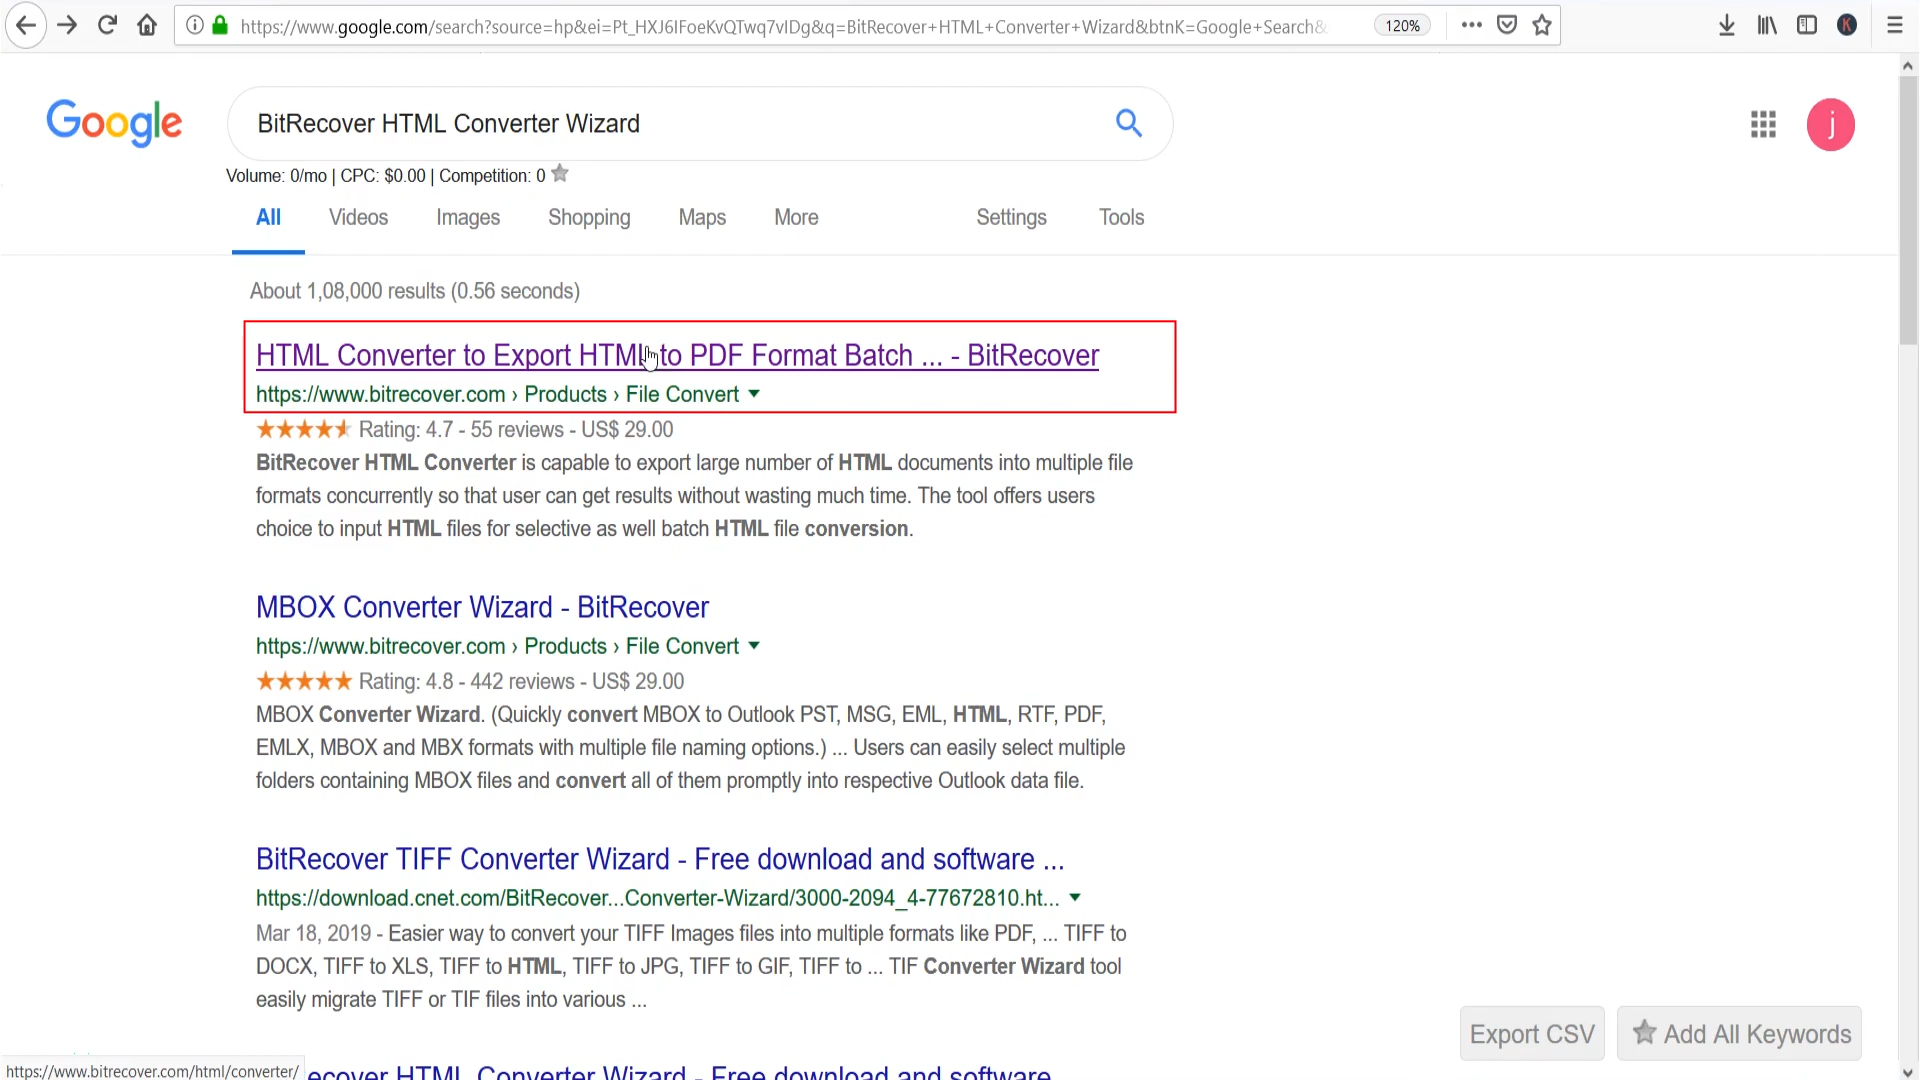 https://www.google.com/search?source=hp&ei=Pt_HXJ6IFoeKvQTwq7vIDg&q=BitRecover+HTML+Converter+Wizard&btnK=Google+Search&
120%
K
Google
BitRecover HTML Converter Wizard
j
Volume: 0/mo | CPC: $0.00 | Competition: 0
All Videos Images Shopping Maps More Settings Tools
About 1,08,000 results (0.56 seconds)
HTML Converter to Export HTML to PDF Format Batch ... - BitRecover
https://www.bitrecover.com › Products › File Convert
Rating: 4.7 - 55 reviews - US$ 29.00
BitRecover HTML Converter is capable to export large number of HTML documents into multiple file
formats concurrently so that user can get results without wasting much time. The tool offers users
choice to input HTML files for selective as well batch HTML file conversion.
MBOX Converter Wizard - BitRecover
https://www.bitrecover.com › Products › File Convert
Rating: 4.8 - 442 reviews - US$ 29.00
MBOX Converter Wizard. (Quickly convert MBOX to Outlook PST, MSG, EML, HTML, RTF, PDF,
EMLX, MBOX and MBX formats with multiple file naming options.) ... Users can easily select multiple
folders containing MBOX files and convert all of them promptly into respective Outlook data file.
BitRecover TIFF Converter Wizard - Free download and software ...
https://download.cnet.com/BitRecover...Converter-Wizard/3000-2094_4-77672810.ht...
Mar 18, 2019 - Easier way to convert your TIFF Images files into multiple formats like PDF, ... TIFF to
DOCX, TIFF to XLS, TIFF to HTML, TIFF to JPG, TIFF to GIF, TIFF to ... TIF Converter Wizard tool
easily migrate TIFF or TIF files into various ...
Export CSV
Add All Keywords
https://www.bitrecover.com/html/converter/
ecover HTML Converter Wizard - Free download and software